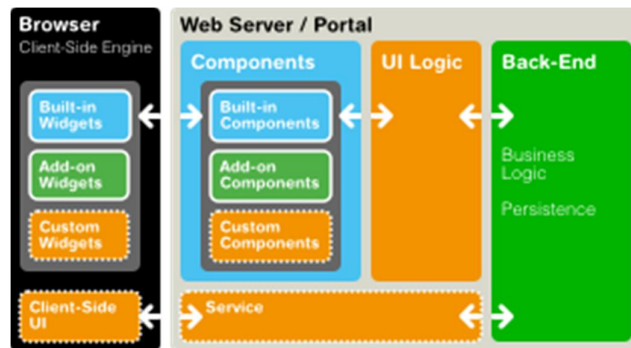 Browser
Client-Side Engine
Built-in
Widgets
Add-on
Widgets
Custom
Widgets
Client-Side
UI
Web Server / Portal
Components
Built-in
Components
Add-on
Components
Custom
Components
UI Logic
Service
Back-End
Business
Logic
Persistence